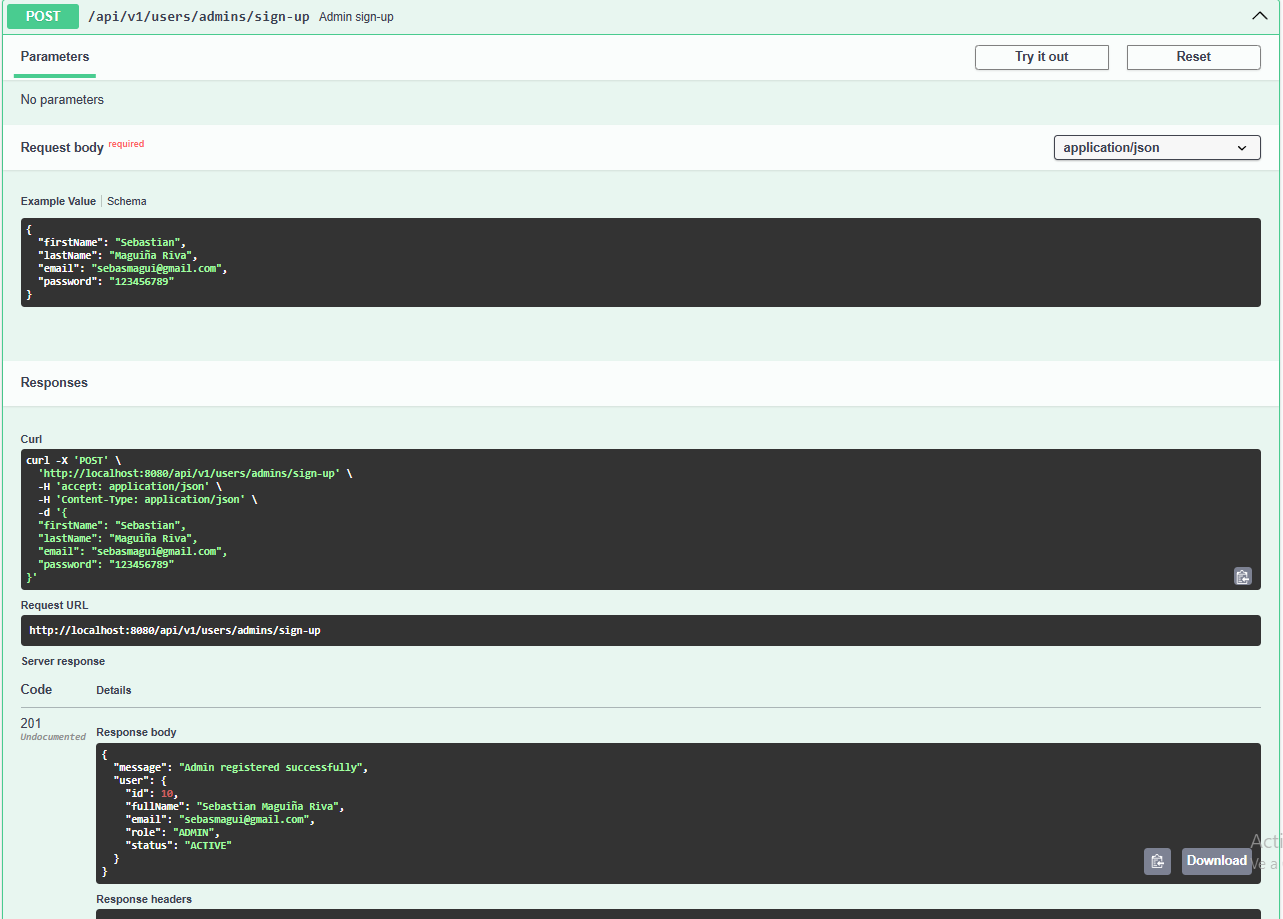 POST /api/v1/users/admins/sign-up Admin sign-up
Parameters
Try it out
Reset
No parameters
Request body required
application/json
Example Value Schema
{
  "firstName": "Sebastian",
  "lastName": "Maguiña Riva",
  "email": "sebasmagui@gmail.com",
  "password": "123456789"
}
Responses
Curl
curl -X 'POST' \
  'http://localhost:8080/api/v1/users/admins/sign-up' \
  -H 'accept: application/json' \
  -H 'Content-Type: application/json' \
  -d '{
  "firstName": "Sebastian",
  "lastName": "Maguiña Riva",
  "email": "sebasmagui@gmail.com",
  "password": "123456789"
}'
Request URL
http://localhost:8080/api/v1/users/admins/sign-up
Server response
Code Details
201
Undocumented
Response body
{
  "message": "Admin registered successfully",
  "user": {
    "id": 10,
    "fullName": "Sebastian Maguiña Riva",
    "email": "sebasmagui@gmail.com",
    "role": "ADMIN",
    "status": "ACTIVE"
  }
}
Download
Response headers